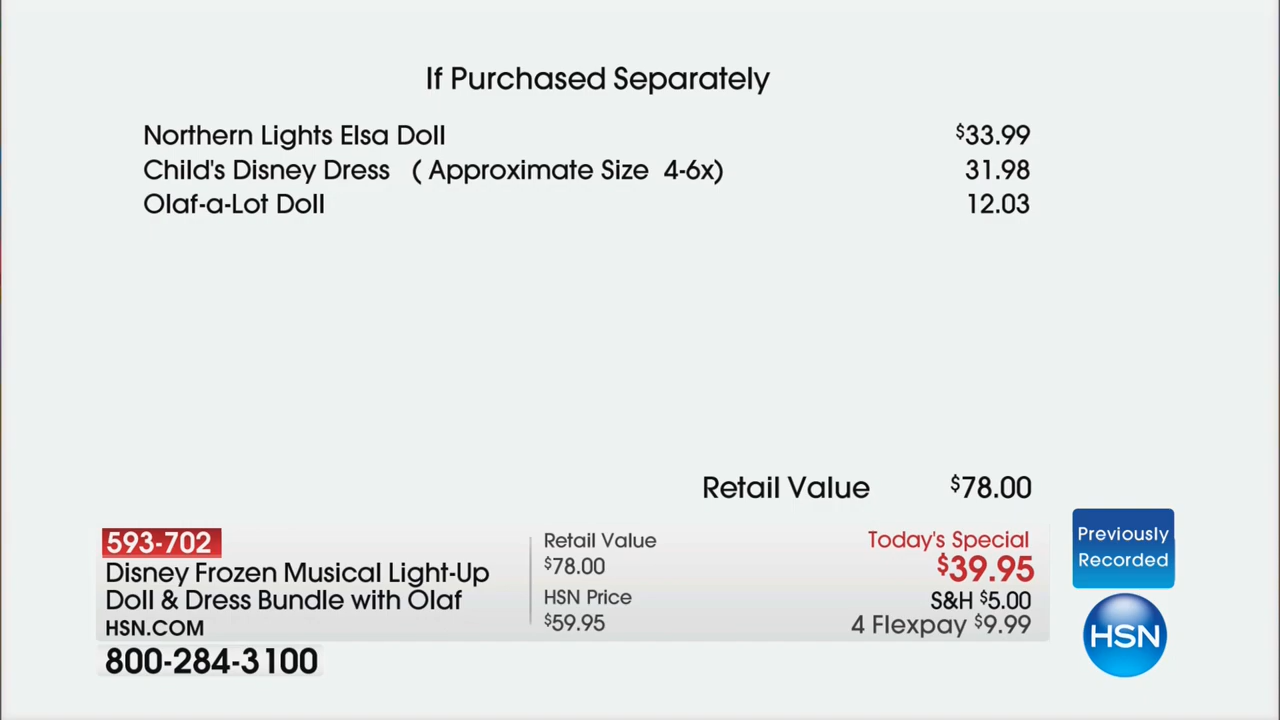 If Purchased Separately
Northern Lights Elsa Doll $33.99
Child's Disney Dress ( Approximate Size 4-6x) 31.98
Olaf-a-Lot Doll 12.03
Retail Value $78.00
593-702
Disney Frozen Musical Light-Up
Doll & Dress Bundle with Olaf
HSN.COM
800-284-3100
Retail Value
$78.00
HSN Price
$59.95
Today's Special
$39.95
S&H $5.00
4 Flexpay $9.99
Previously
Recorded
HSN